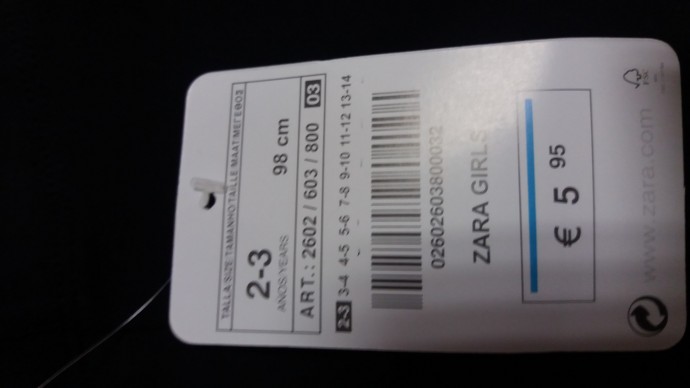 TALLA/SIZE/TAMANHO/TAILLE/MAAT/ΜΕΓΕΘΟΣ
2-3
98 cm
ANOS/YEARS
ART.: 2602 / 603 / 800 03
2-3 3-4 4-5 5-6 7-8 9-10 11-12 13-14
02602603800032
ZARA GIRLS
€ 5 95
www.zara.com